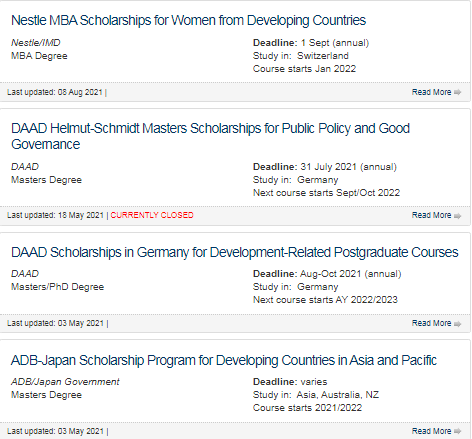 Nestle MBA Scholarships for Women from Developing Countries
Nestle/IMD
MBA Degree
Deadline: 1 Sept (annual)
Study in: Switzerland
Course starts Jan 2022
Last updated: 08 Aug 2021 |
Read More
DAAD Helmut-Schmidt Masters Scholarships for Public Policy and Good
Governance
DAAD
Masters Degree
Deadline: 31 July 2021 (annual)
Study in: Germany
Next course starts Sept/Oct 2022
Last updated: 18 May 2021 | CURRENTLY CLOSED
Read More
DAAD Scholarships in Germany for Development-Related Postgraduate Courses
DAAD
Masters/PhD Degree
Deadline: Aug-Oct 2021 (annual)
Study in: Germany
Next course starts AY 2022/2023
Last updated: 03 May 2021 |
Read More
ADB-Japan Scholarship Program for Developing Countries in Asia and Pacific
ADB/Japan Government
Masters Degree
Deadline: varies
Study in: Asia, Australia, NZ
Course starts 2021/2022
Last updated: 03 May 2021 |
Read More